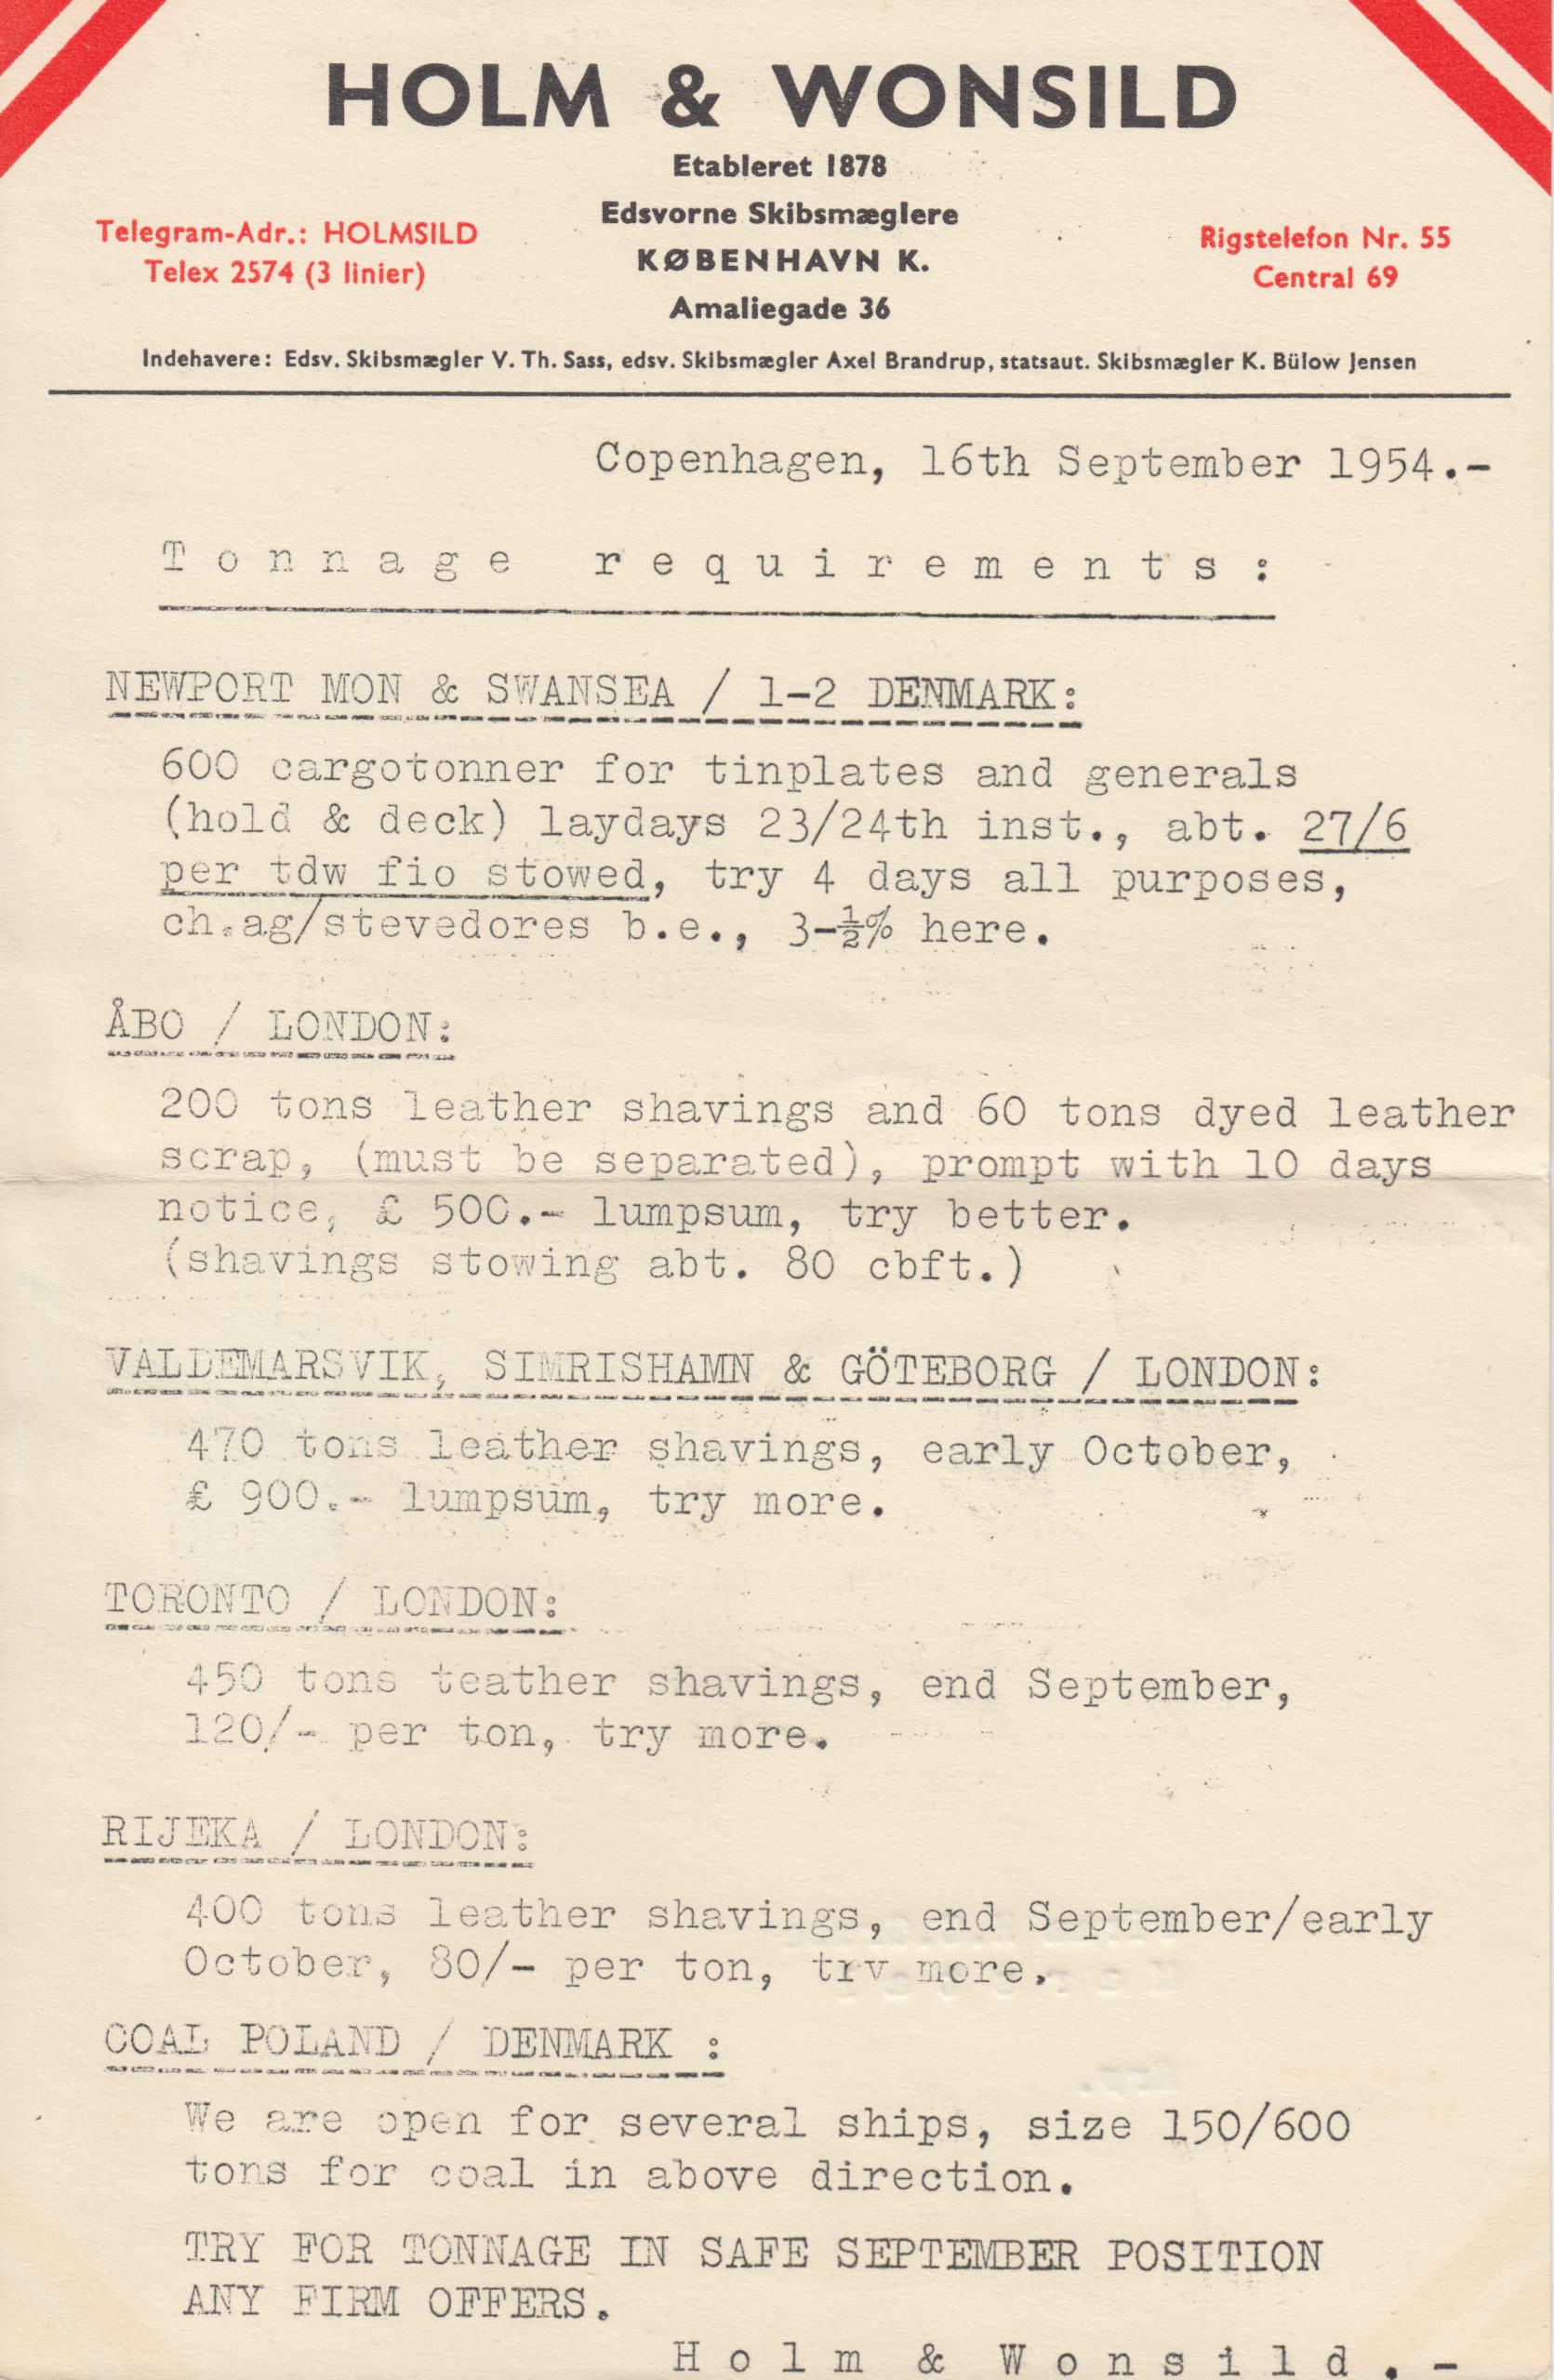 HOLM & WONSILD
Etableret 1878
Edsvorne Skibsmæglere
KØBENHAVN K.
Amaliegade 36
Telegram-Adr.: HOLMSILD
Telex 2574 (3 linier)
Rigstelefon Nr. 55
Central 69
Indehavere: Edsv. Skibsmægler V. Th. Sass, edsv. Skibsmægler Axel Brandrup, statsaut. Skibsmægler K. Bülow Jensen
Copenhagen, 16th September 1954.-
T o n n a g e   r e q u i r e m e n t s :
NEWPORT MON & SWANSEA / 1-2 DENMARK:
600 cargotonner for tinplates and generals
(hold & deck) laydays 23/24th inst., abt. 27/6
per tdw fio stowed, try 4 days all purposes,
ch.ag/stevedores b.e., 3-½% here.
ÅBO / LONDON:
200 tons leather shavings and 60 tons dyed leather
scrap, (must be separated), prompt with 10 days
notice, £ 500.- lumpsum, try better.
(shavings stowing abt. 80 cbft.)
VALDEMARSVIK, SIMRISHAMN & GÖTEBORG / LONDON:
470 tons leather shavings, early October,
£ 900.- lumpsum, try more.
TORONTO / LONDON:
450 tons teather shavings, end September,
120/- per ton, try more.
RIJEKA / LONDON:
400 tons leather shavings, end September/early
October, 80/- per ton, try more.
COAL POLAND / DENMARK :
We are open for several ships, size 150/600
tons for coal in above direction.
TRY FOR TONNAGE IN SAFE SEPTEMBER POSITION
ANY FIRM OFFERS.
H o l m   &   W o n s i l d . -